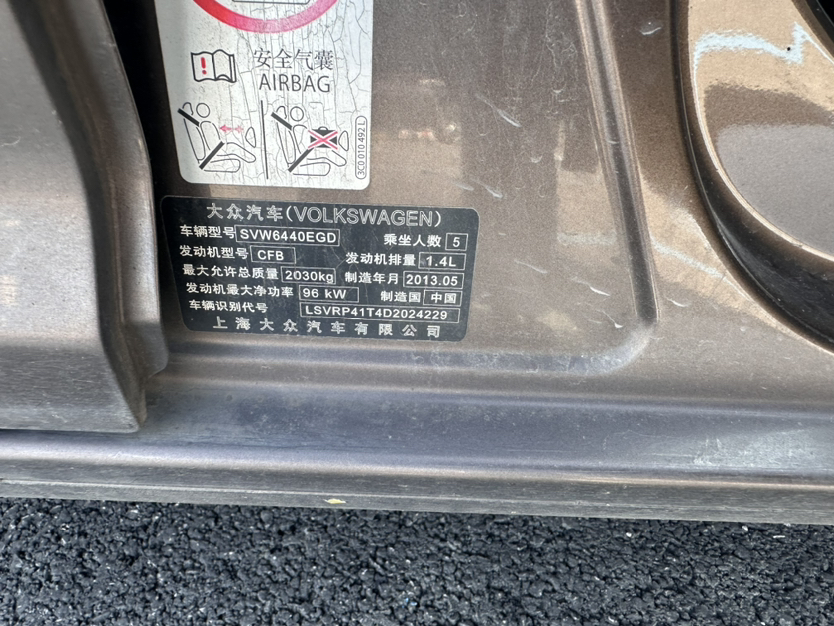 安全气囊
AIRBAG
3C0 010 492 L
大众汽车(VOLKSWAGEN)
车辆型号 SVW6440EGD 乘坐人数 5
发动机型号 CFB 发动机排量 1.4L
最大允许总质量 2030kg 制造年月 2013.05
发动机最大净功率 96 kW 制造国 中国
车辆识别代号 LSVRP41T4D2024229
上海大众汽车有限公司